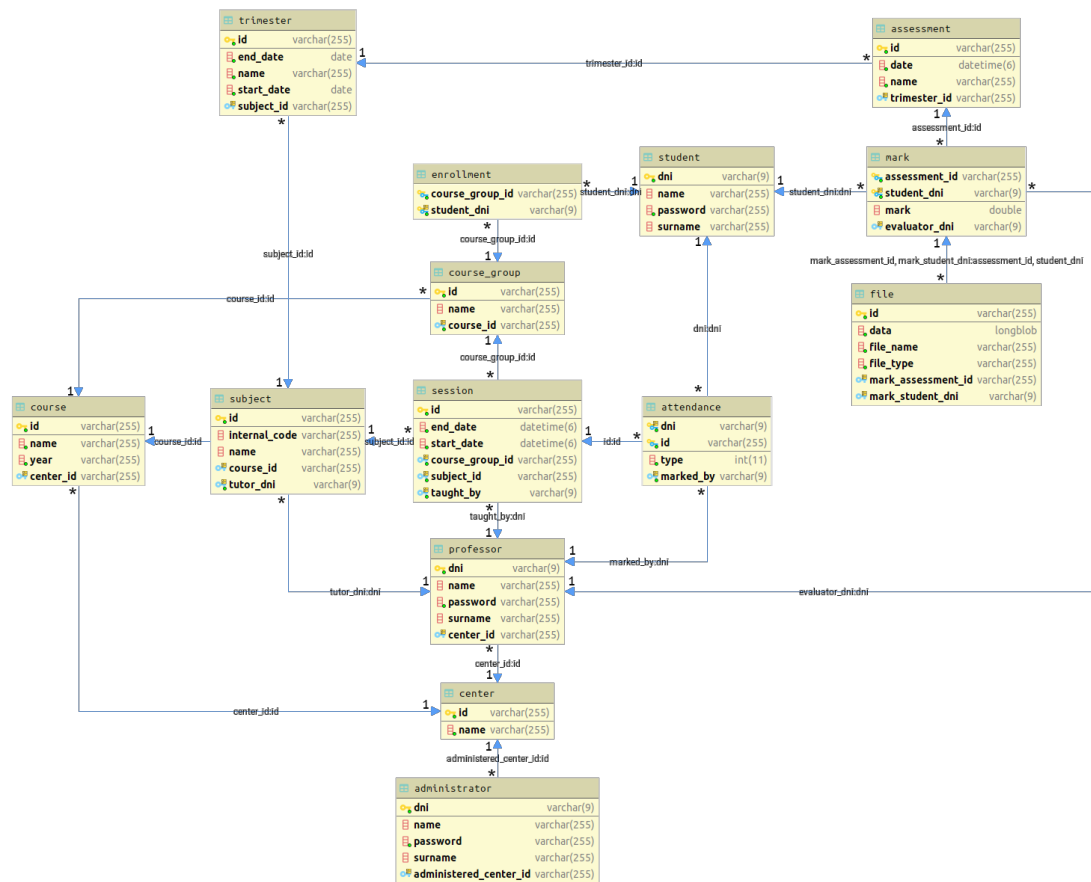 trimester
id varchar(255)
end_date date
name varchar(255)
start_date date
subject_id varchar(255)
assessment
id varchar(255)
date datetime(6)
name varchar(255)
trimester_id varchar(255)
1
*
trimester_id:id
1
*
assessment_id:id
enrollment
course_group_id varchar(255)
student_dni varchar(9)
*
1
student_dni:dni
student
dni varchar(9)
name varchar(255)
password varchar(255)
surname varchar(255)
1
*
student_dni:dni
mark
assessment_id varchar(255)
student_dni varchar(9)
mark double
evaluator_dni varchar(9)
*
*
1
course_group_id:id
*
1
subject_id:id
1
*
mark_assessment_id, mark_student_dni:assessment_id, student_dni
course_group
id varchar(255)
name varchar(255)
course_id varchar(255)
*
course_id:id
1
file
id varchar(255)
data longblob
file_name varchar(255)
file_type varchar(255)
mark_assessment_id varchar(255)
mark_student_dni varchar(9)
1
dni:dni
*
1
course_group_id:id
*
1
course
id varchar(255)
name varchar(255)
year varchar(255)
center_id varchar(255)
1
course_id:id
subject
id varchar(255)
internal_code varchar(255)
name varchar(255)
course_id varchar(255)
tutor_dni varchar(9)
1
*
subject_id:id
session
id varchar(255)
end_date datetime(6)
start_date datetime(6)
course_group_id varchar(255)
subject_id varchar(255)
taught_by varchar(9)
1
*
id:id
attendance
dni varchar(9)
id varchar(255)
type int(11)
marked_by varchar(9)
*
*
*
*
taught_by:dni
1
professor
dni varchar(9)
name varchar(255)
password varchar(255)
surname varchar(255)
center_id varchar(255)
1
marked_by:dni
1
tutor_dni:dni
1
evaluator_dni:dni
*
center_id:id
1
center
id varchar(255)
name varchar(255)
1
center_id:id
1
administered_center_id:id
*
administrator
dni varchar(9)
name varchar(255)
password varchar(255)
surname varchar(255)
administered_center_id varchar(255)